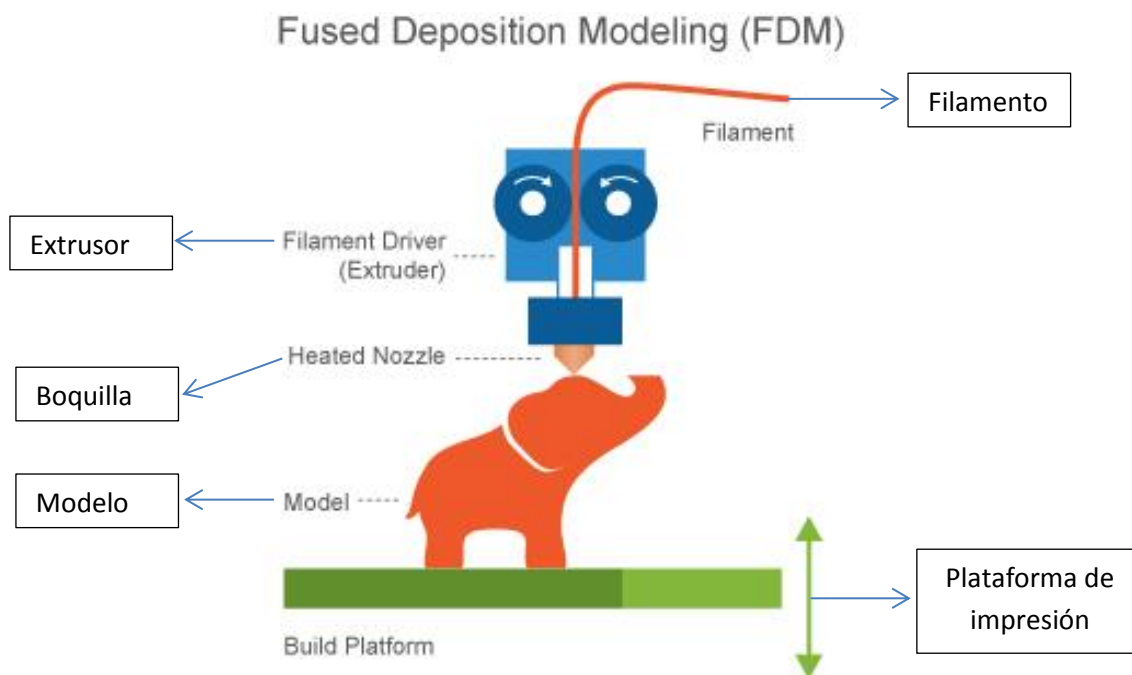 Fused Deposition Modeling (FDM)
Filamento
Filament
Extrusor
Filament Driver
(Extruder)
Heated Nozzle
Boquilla
Modelo
Model
Plataforma de
impresión
Build Platform